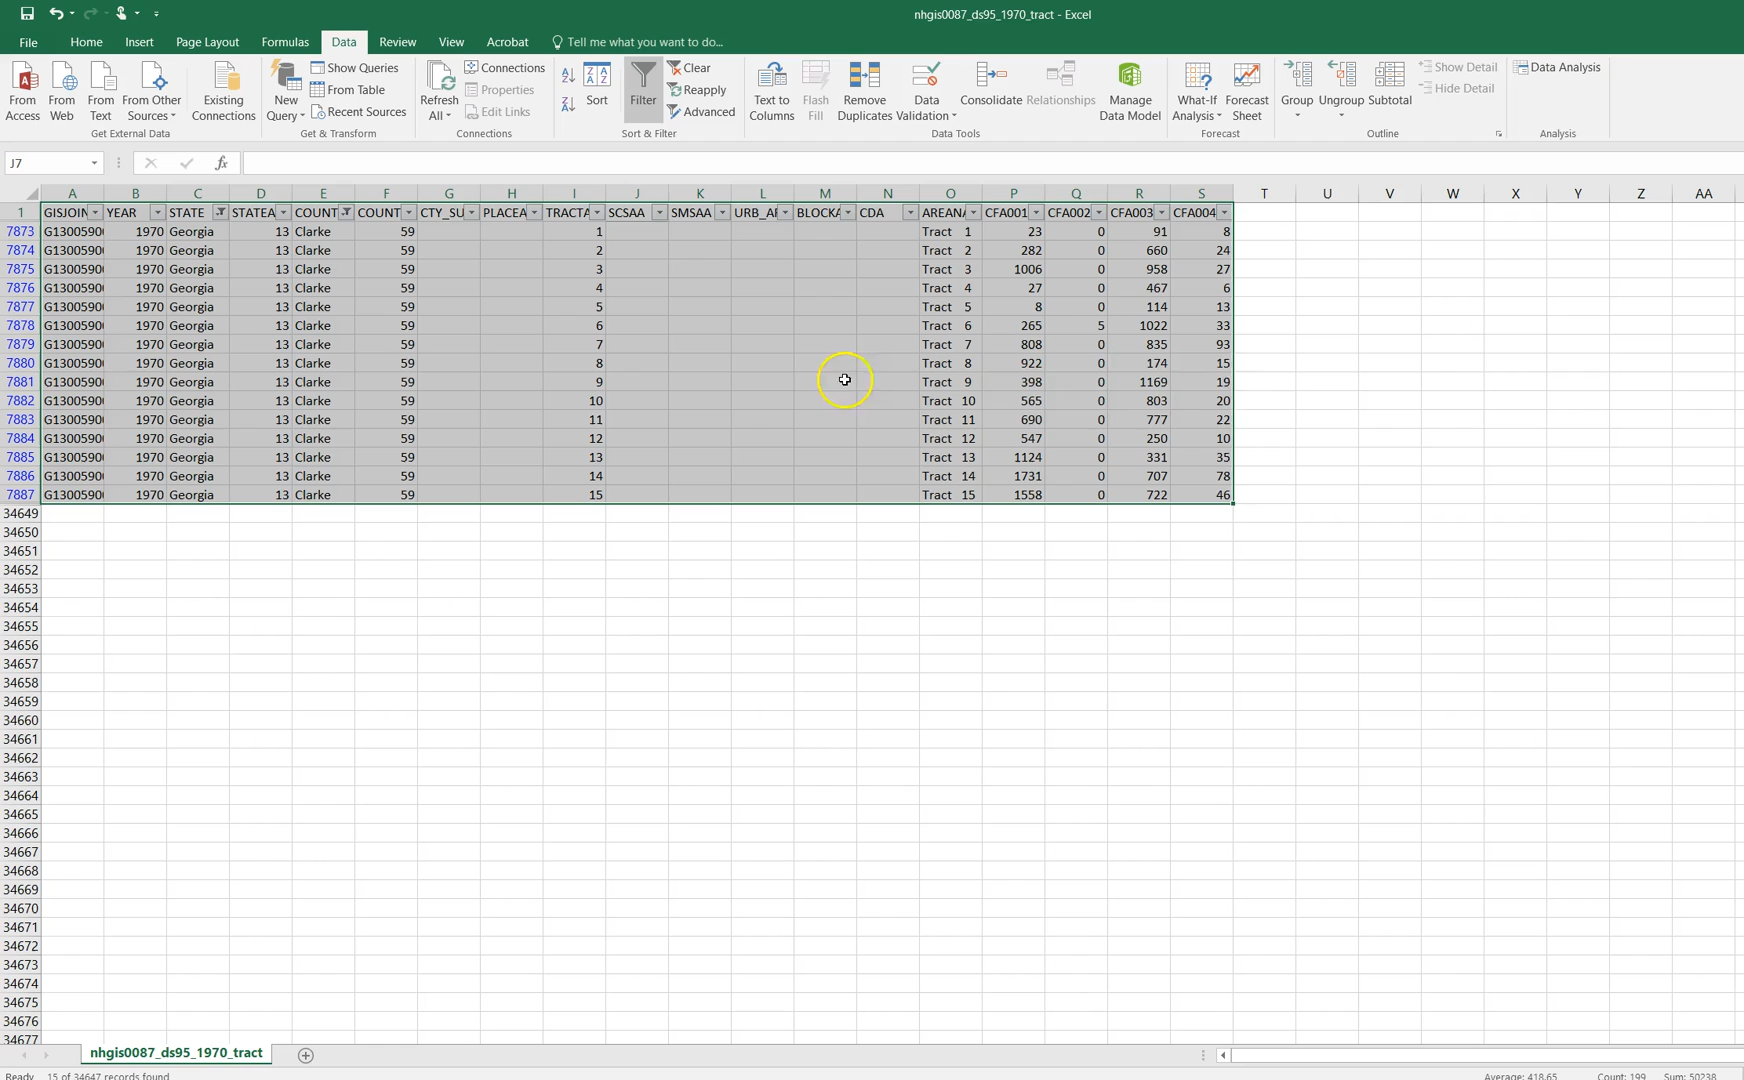 nhgis0087_ds95_1970_tract - Excel
File Home Insert Page Layout Formulas Data Review View Acrobat Tell me what you want to do...
From Access From Web From Text From Other Sources Existing Connections New Query Show Queries From Table Recent Sources Refresh All Connections Properties Edit Links Sort Filter Clear Reapply Advanced Text to Columns Flash Fill Remove Duplicates Data Validation Consolidate Relationships Manage Data Model What-If Analysis Forecast Sheet Group Ungroup Subtotal Show Detail Hide Detail Data Analysis
Get External Data Get & Transform Connections Sort & Filter Data Tools Forecast Outline Analysis
J7 fx
A B C D E F G H I J K L M N O P Q R S T U V W X Y Z AA
1 GISJOIN YEAR STATE STATEA COUNT COUNT CTY_SU PLACEA TRACTA SCSAA SMSAA URB_AR BLOCKA CDA AREANA CFA001 CFA002 CFA003 CFA004
7873 G1300590 1970 Georgia 13 Clarke 59 1 Tract 1 23 0 91 8
7874 G1300590 1970 Georgia 13 Clarke 59 2 Tract 2 282 0 660 24
7875 G1300590 1970 Georgia 13 Clarke 59 3 Tract 3 1006 0 958 27
7876 G1300590 1970 Georgia 13 Clarke 59 4 Tract 4 27 0 467 6
7877 G1300590 1970 Georgia 13 Clarke 59 5 Tract 5 8 0 114 13
7878 G1300590 1970 Georgia 13 Clarke 59 6 Tract 6 265 5 1022 33
7879 G1300590 1970 Georgia 13 Clarke 59 7 Tract 7 808 0 835 93
7880 G1300590 1970 Georgia 13 Clarke 59 8 Tract 8 922 0 174 15
7881 G1300590 1970 Georgia 13 Clarke 59 9 Tract 9 398 0 1169 19
7882 G1300590 1970 Georgia 13 Clarke 59 10 Tract 10 565 0 803 20
7883 G1300590 1970 Georgia 13 Clarke 59 11 Tract 11 690 0 777 22
7884 G1300590 1970 Georgia 13 Clarke 59 12 Tract 12 547 0 250 10
7885 G1300590 1970 Georgia 13 Clarke 59 13 Tract 13 1124 0 331 35
7886 G1300590 1970 Georgia 13 Clarke 59 14 Tract 14 1731 0 707 78
7887 G1300590 1970 Georgia 13 Clarke 59 15 Tract 15 1558 0 722 46
34649
34650
34651
34652
34653
34654
34655
34656
34657
34658
34659
34660
34661
34662
34663
34664
34665
34666
34667
34668
34669
34670
34671
34672
34673
34674
34675
34676
34677
nhgis0087_ds95_1970_tract
Ready 15 of 34647 records found Average: 418.65 Count: 199 Sum: 50238